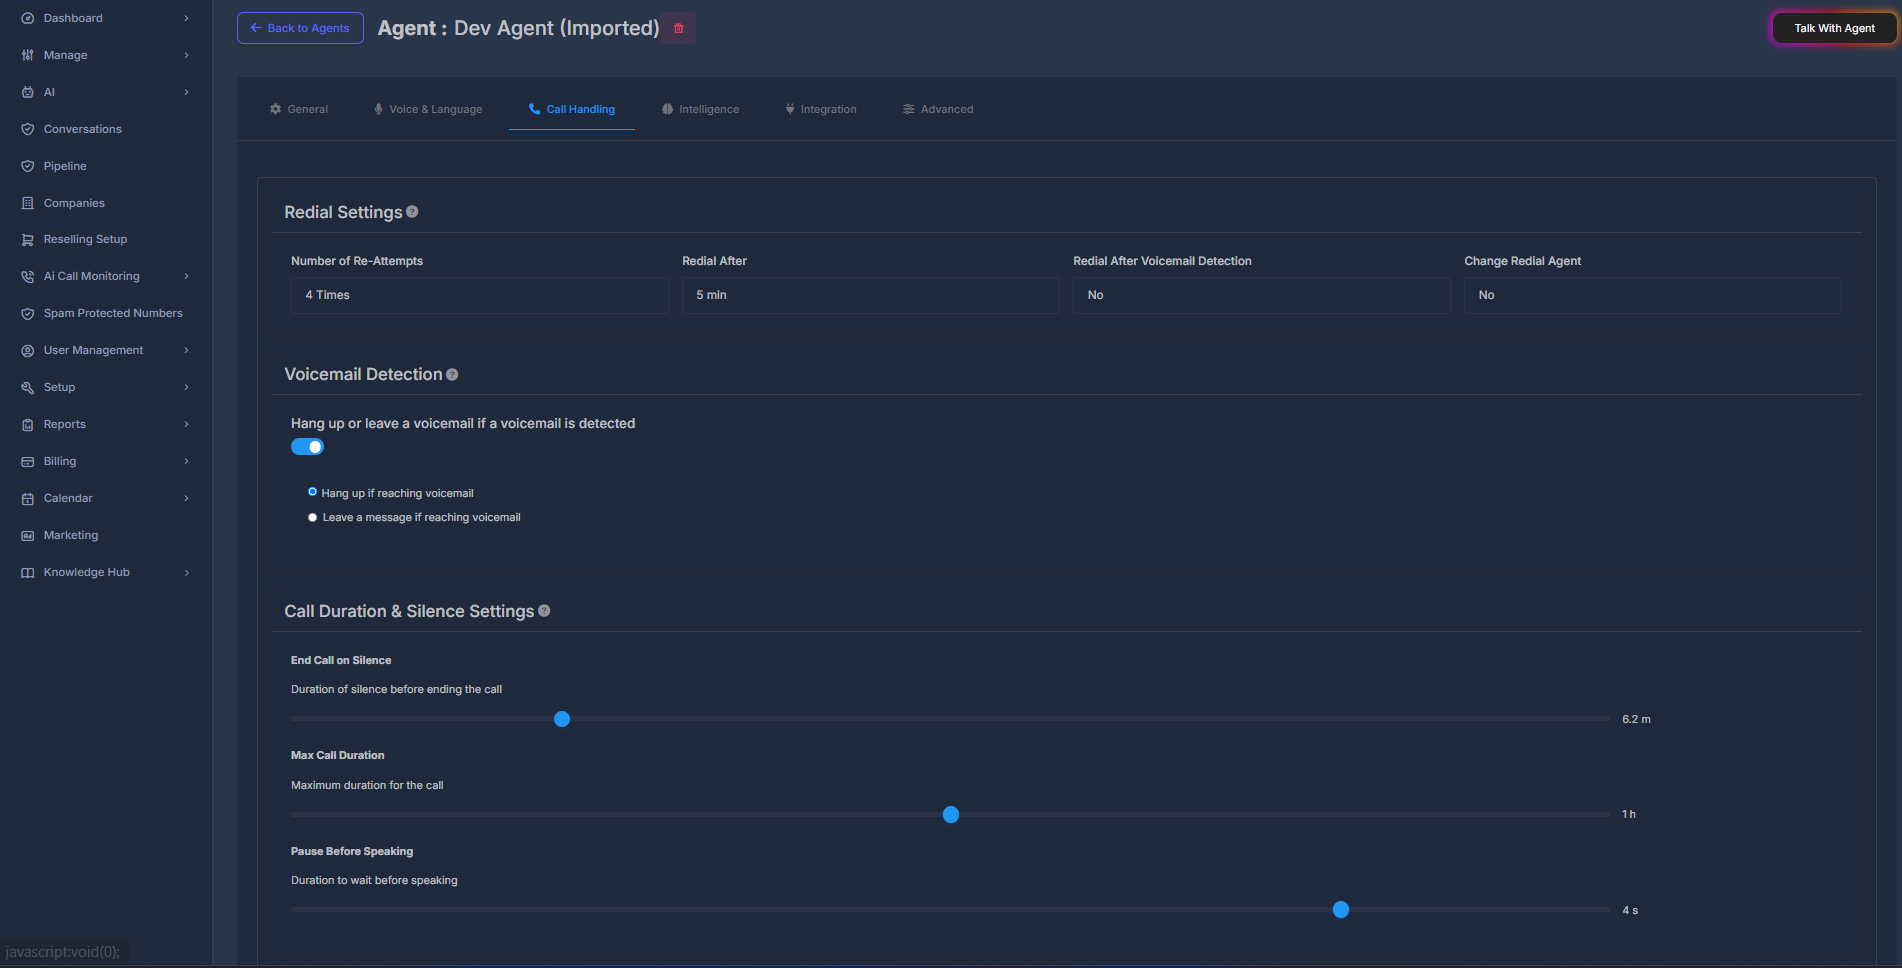 Dashboard
Manage
AI
Conversations
Pipeline
Companies
Reselling Setup
Ai Call Monitoring
Spam Protected Numbers
User Management
Setup
Reports
Billing
Calendar
Marketing
Knowledge Hub
javascript:void(0);
Back to Agents
Agent : Dev Agent (Imported)
Talk With Agent
General
Voice & Language
Call Handling
Intelligence
Integration
Advanced
Redial Settings
Number of Re-Attempts
4 Times
Redial After
5 min
Redial After Voicemail Detection
No
Change Redial Agent
No
Voicemail Detection
Hang up or leave a voicemail if a voicemail is detected
Hang up if reaching voicemail
Leave a message if reaching voicemail
Call Duration & Silence Settings
End Call on Silence
Duration of silence before ending the call
6.2 m
Max Call Duration
Maximum duration for the call
1 h
Pause Before Speaking
Duration to wait before speaking
4 s